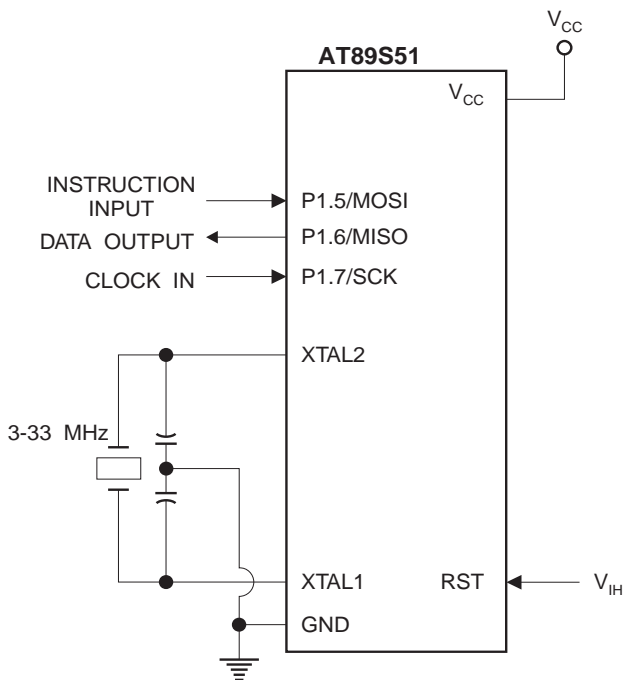 V_CC
AT89S51
V_CC
INSTRUCTION
INPUT
P1.5/MOSI
DATA OUTPUT
P1.6/MISO
CLOCK IN
P1.7/SCK
XTAL2
3-33 MHz
XTAL1
RST
V_IH
GND